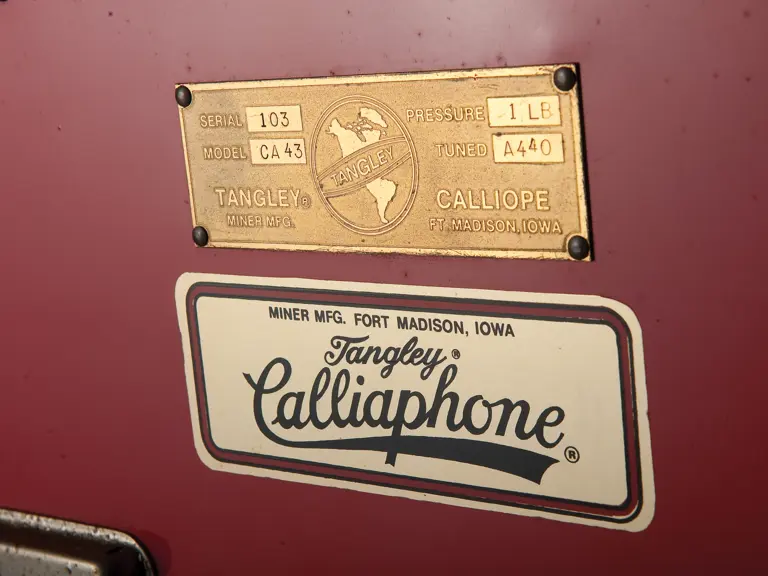 SERIAL 103
MODEL CA 43
TANGLEY®
MINER MFG.
TANGLEY
PRESSURE 1 LB
TUNED A440
CALLIOPE
FT. MADISON, IOWA
MINER MFG. FORT MADISON, IOWA
Tangley®
Calliaphone®